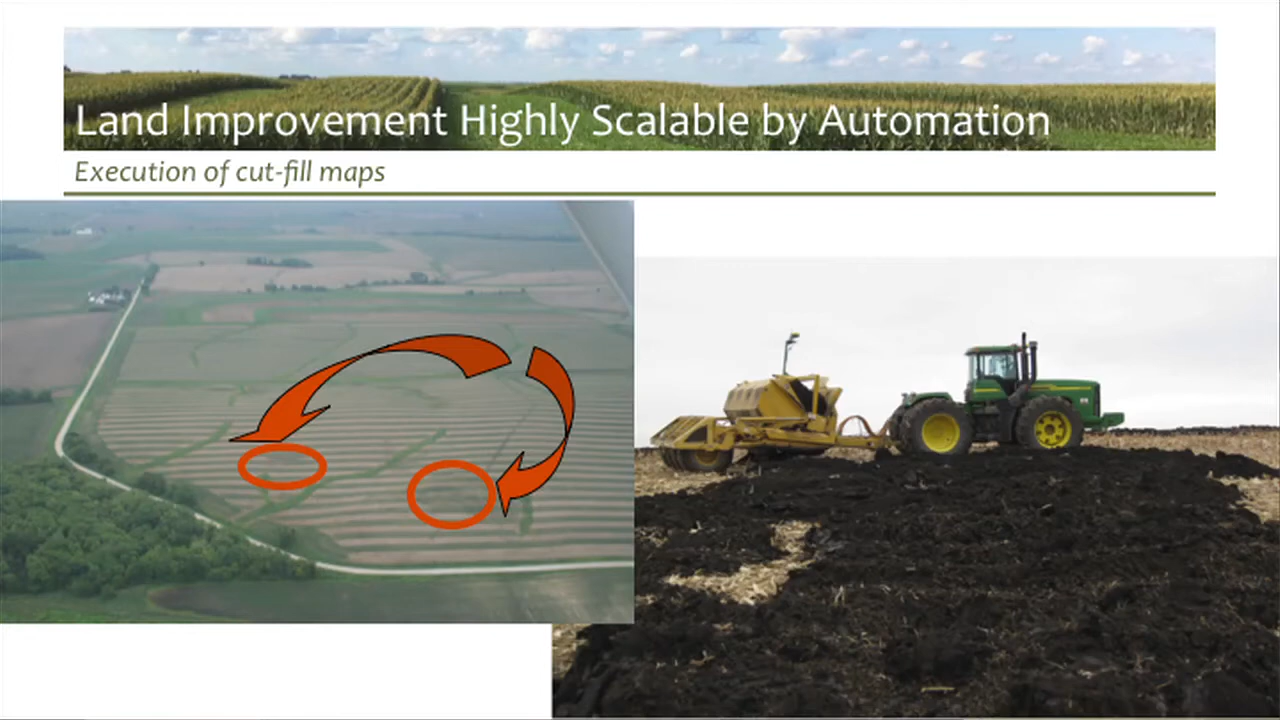 Land Improvement Highly Scalable by Automation
Execution of cut-fill maps